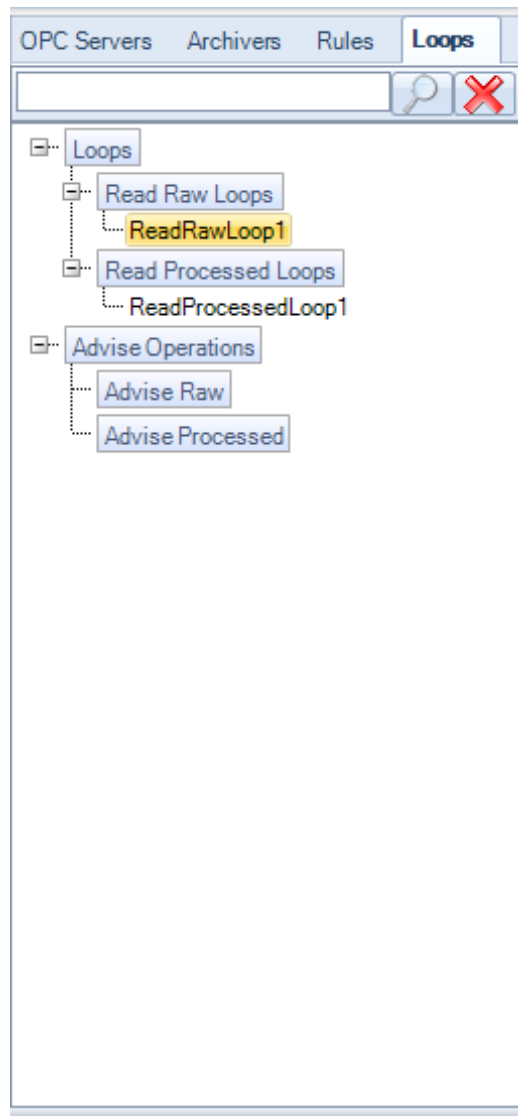 OPC Servers Archivers Rules Loops
Loops
Read Raw Loops
ReadRawLoop1
Read Processed Loops
ReadProcessedLoop1
Advise Operations
Advise Raw
Advise Processed